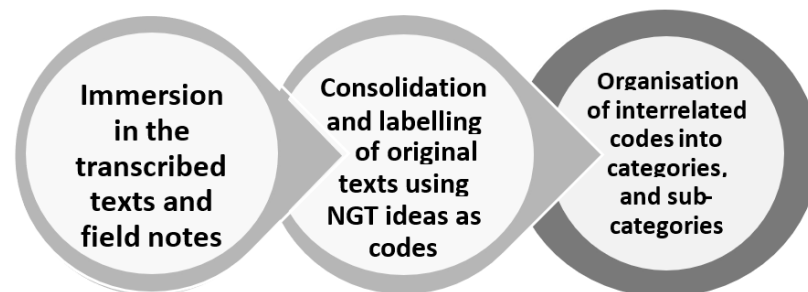 Immersion
in the
transcribed
texts and
field notes
Consolidation
and labelling
of original
texts using
NGT ideas as
codes
Organisation
of interrelated
codes into
categories,
and sub-
categories